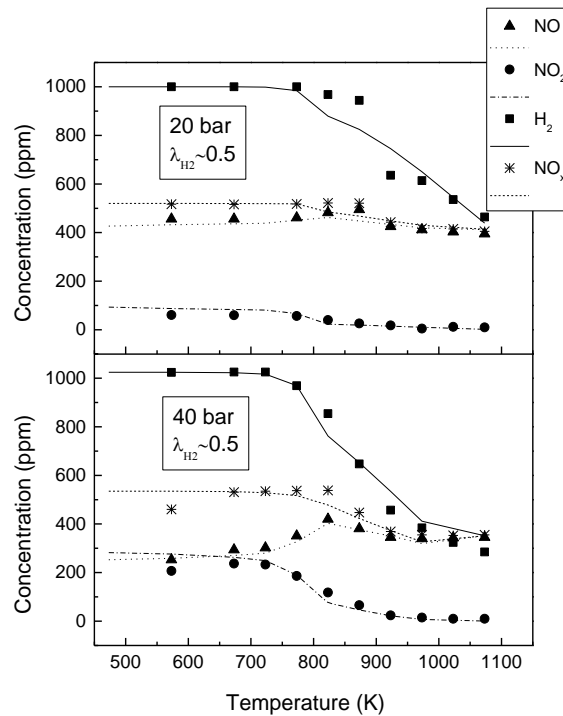 NO
NO₂
H₂
NOₓ
1000
800
600
400
200
0
Concentration (ppm)
20 bar
λH2~0.5
1000
800
600
400
200
0
Concentration (ppm)
40 bar
λH2~0.5
500 600 700 800 900 1000 1100
Temperature (K)